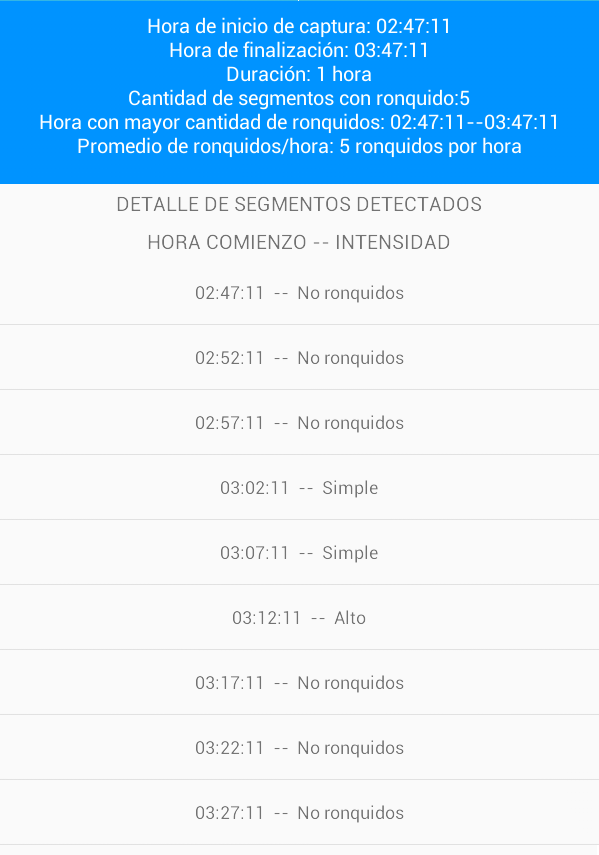 Hora de inicio de captura: 02:47:11
Hora de finalización: 03:47:11
Duración: 1 hora
Cantidad de segmentos con ronquido:5
Hora con mayor cantidad de ronquidos: 02:47:11--03:47:11
Promedio de ronquidos/hora: 5 ronquidos por hora
DETALLE DE SEGMENTOS DETECTADOS
HORA COMIENZO -- INTENSIDAD
02:47:11 -- No ronquidos
02:52:11 -- No ronquidos
02:57:11 -- No ronquidos
03:02:11 -- Simple
03:07:11 -- Simple
03:12:11 -- Alto
03:17:11 -- No ronquidos
03:22:11 -- No ronquidos
03:27:11 -- No ronquidos